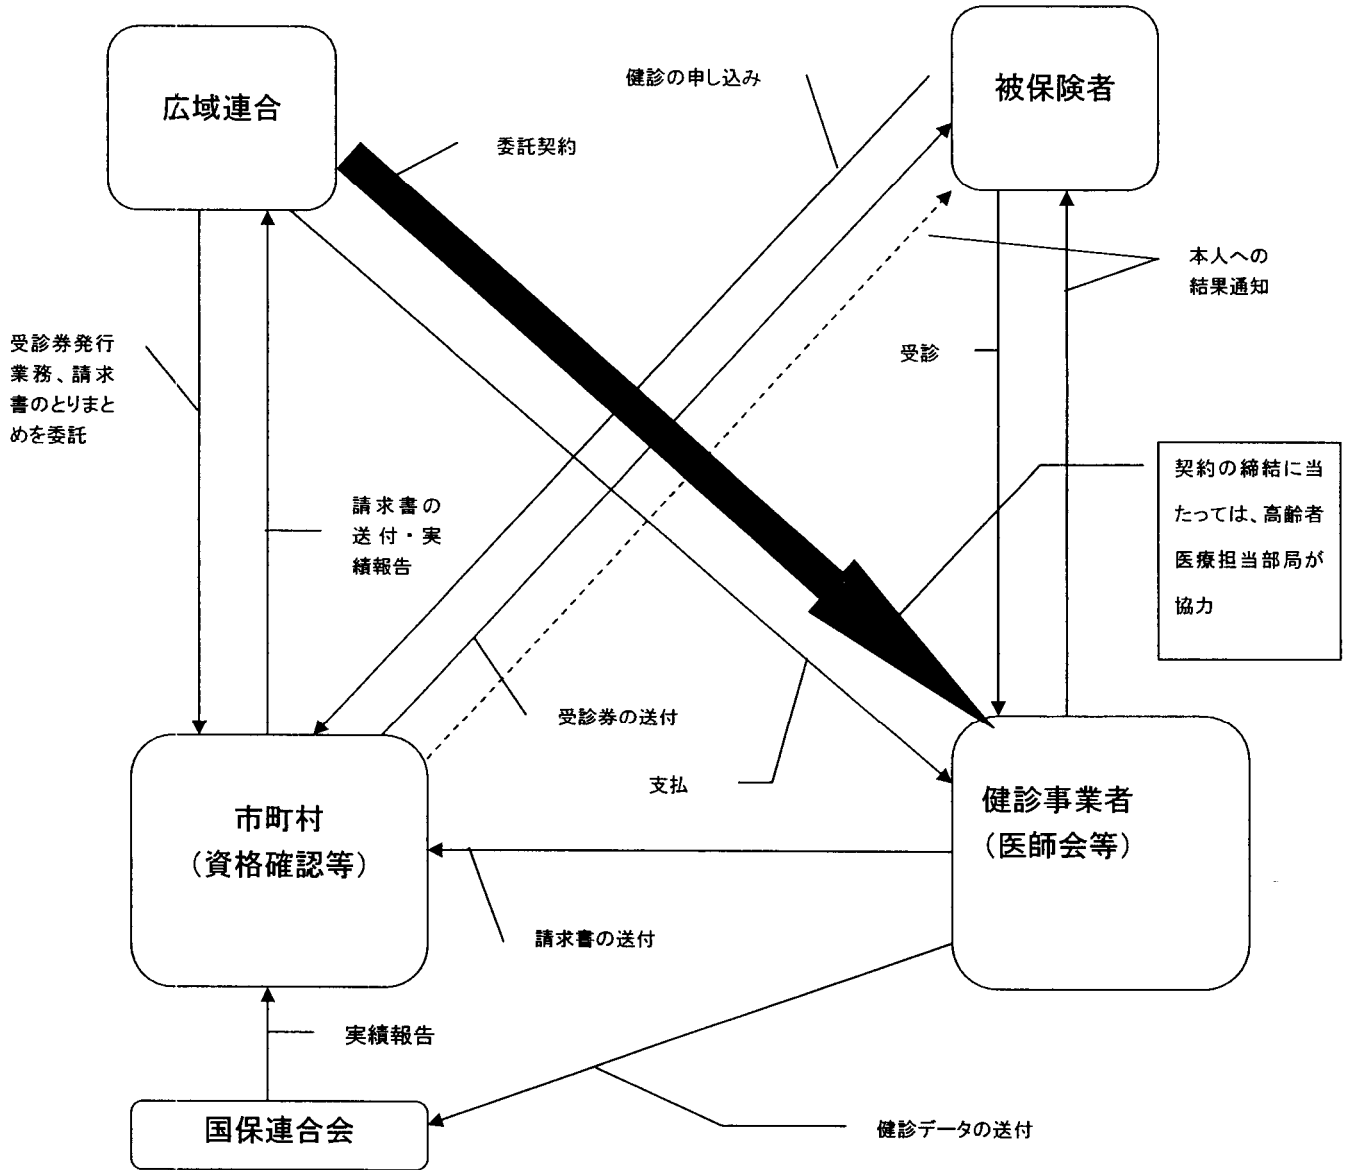 広域連合
被保険者
健診の申し込み
委託契約
本人への
結果通知
受診券発行
業務、請求
書のとりまと
めを委託
受診
契約の締結に当
たっては、高齢者
医療担当部局が
協力
請求書の
送付・実
績報告
受診券の送付
支払
市町村
（資格確認等）
健診事業者
（医師会等）
請求書の送付
実績報告
国保連合会
健診データの送付